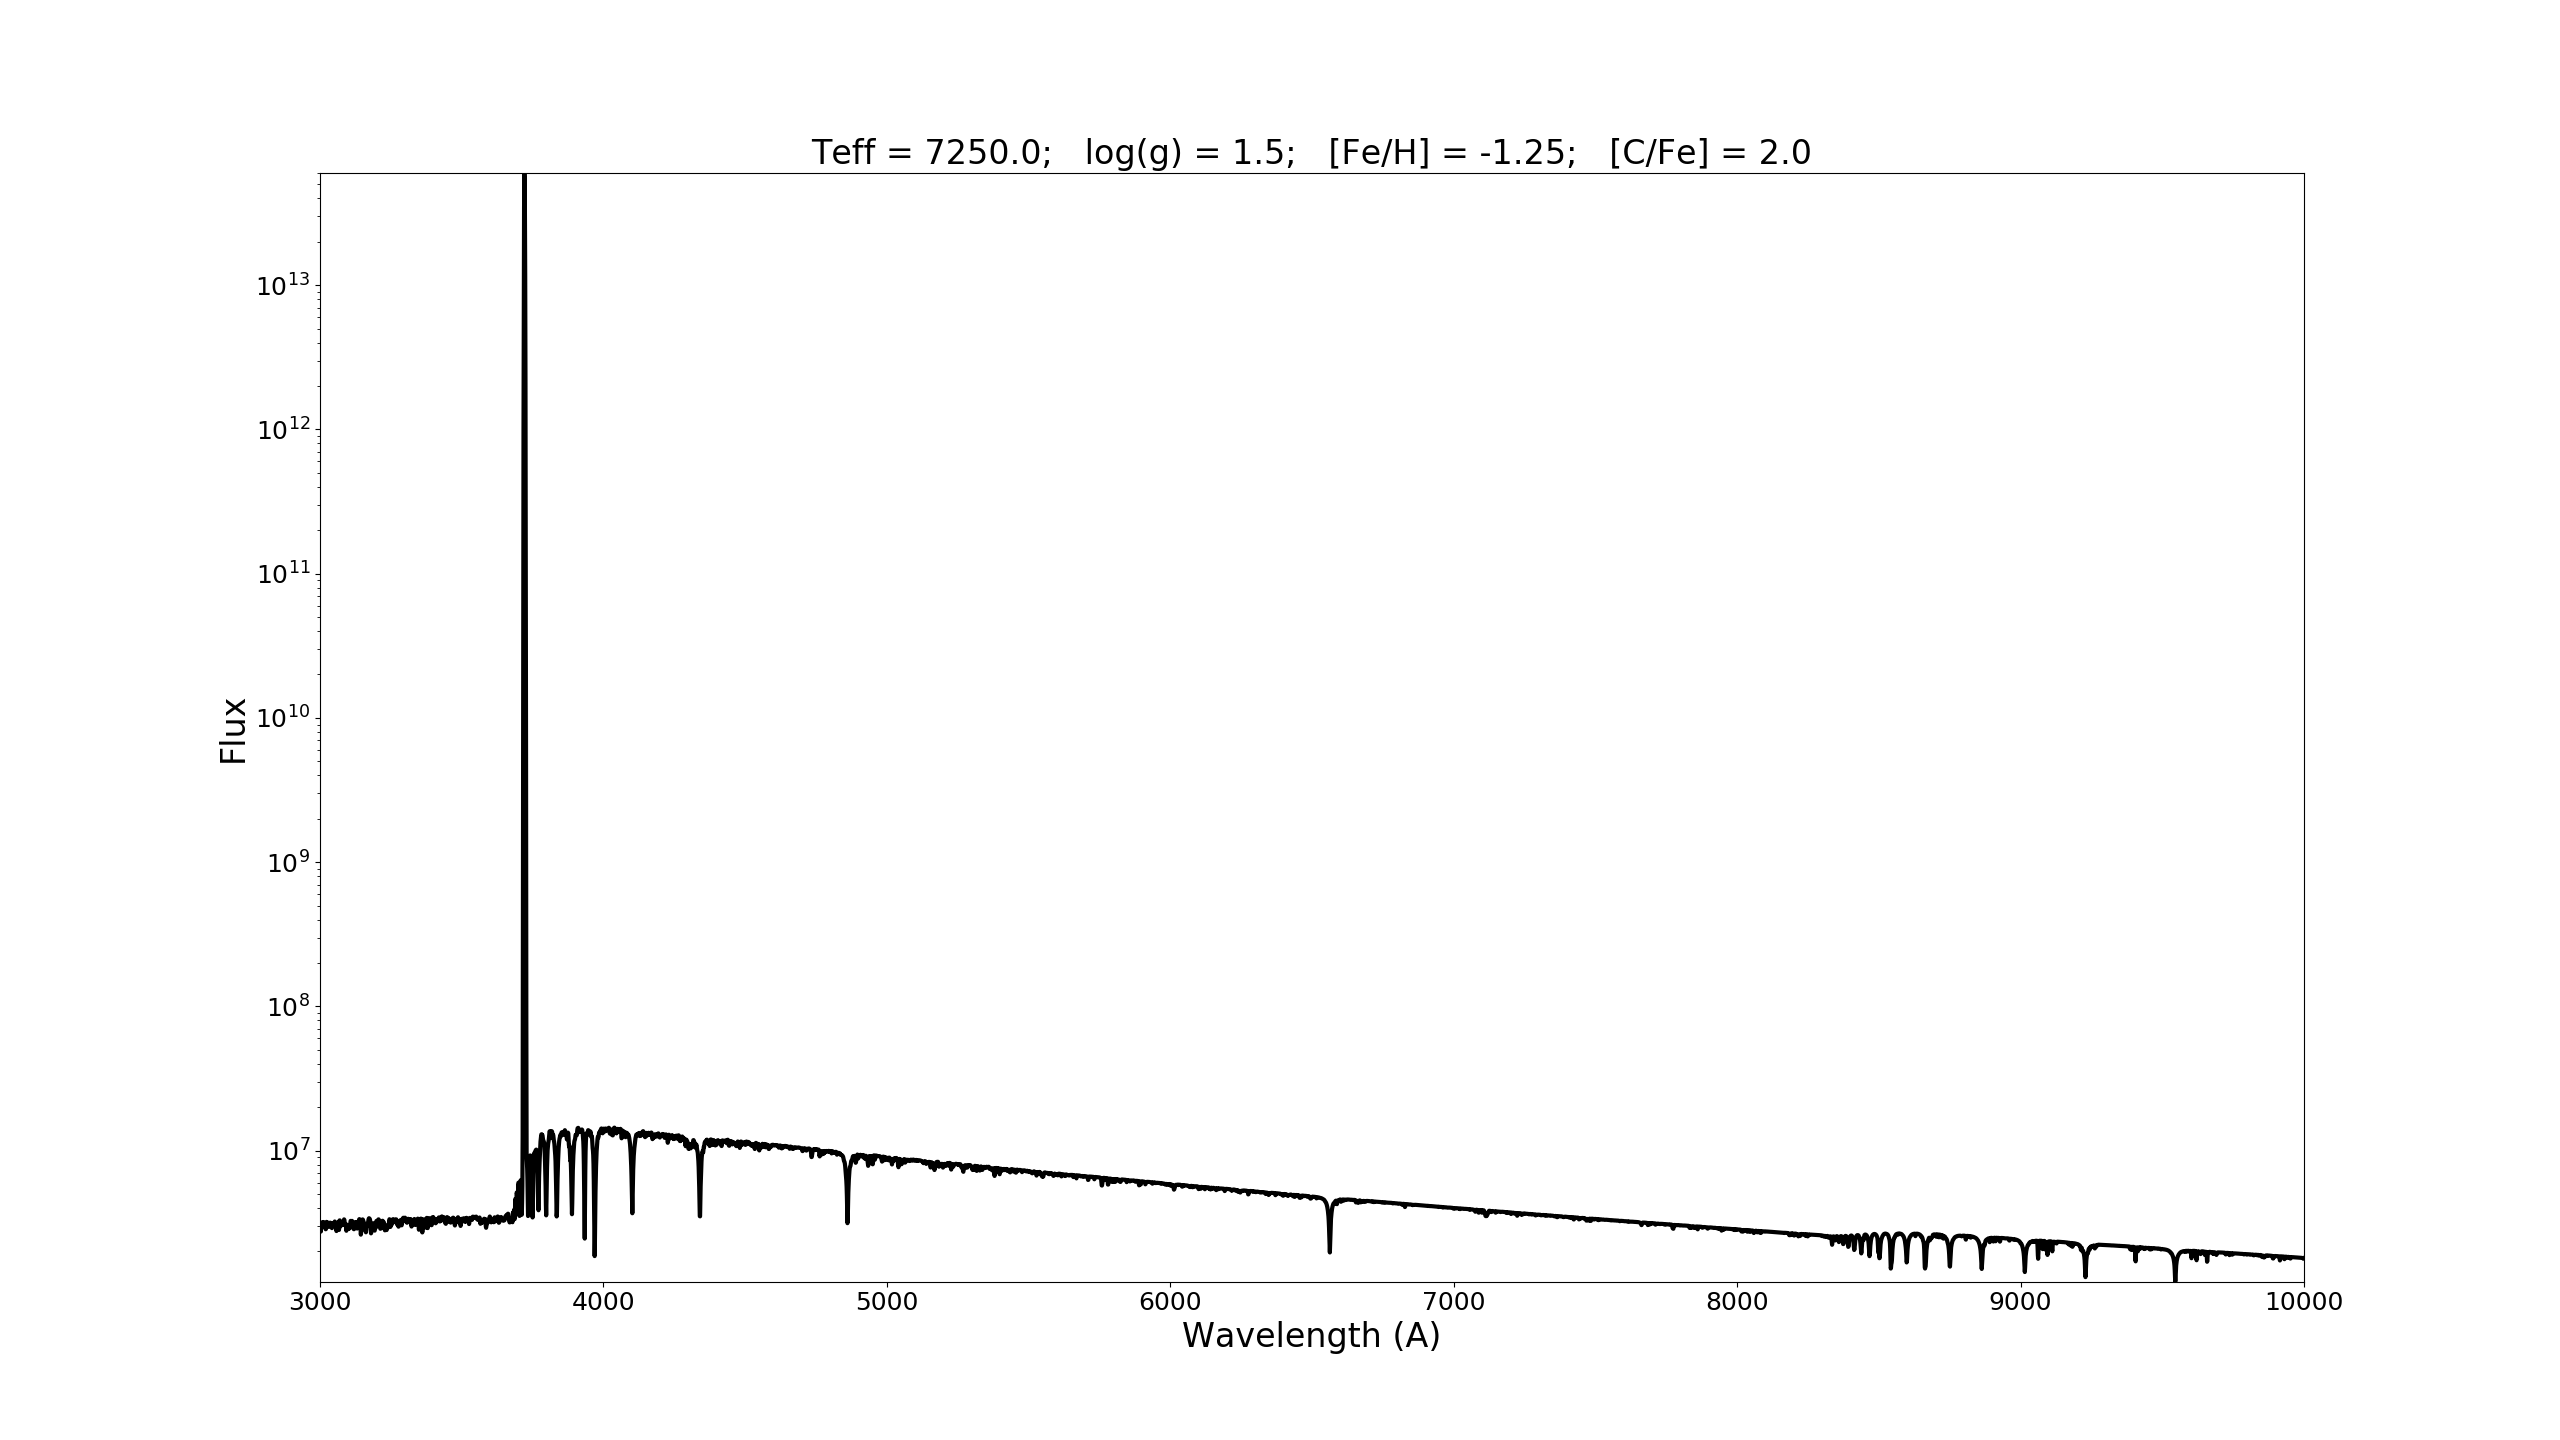 Teff = 7250.0;   log(g) = 1.5;   [Fe/H] = -1.25;   [C/Fe] = 2.0
Flux
10^13
10^12
10^11
10^10
10^9
10^8
10^7
3000 4000 5000 6000 7000 8000 9000 10000
Wavelength (A)